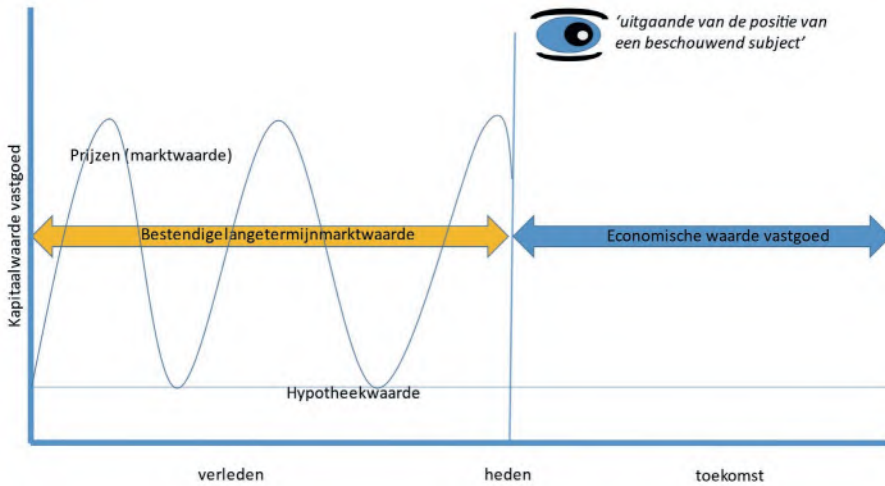 'uitgaande van de positie van
een beschouwend subject'
Kapitaalwaarde vastgoed
Prijzen (marktwaarde)
Bestendigelangetermijnmarktwaarde
Economische waarde vastgoed
Hypotheekwaarde
verleden
heden
toekomst